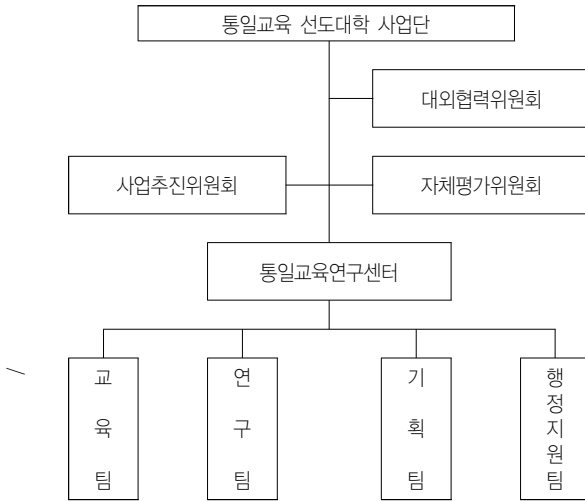 통일교육 선도대학 사업단
대외협력위원회
사업추진위원회
자체평가위원회
통일교육연구센터
교육팀
연구팀
기획팀
행정지원팀